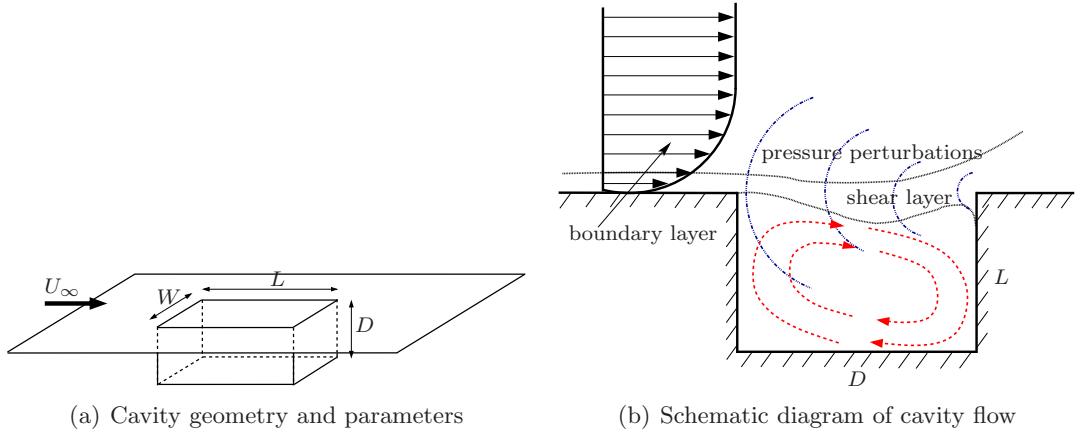 U∞
W
L
D
(a) Cavity geometry and parameters
pressure perturbations
shear layer
boundary layer
L
D
(b) Schematic diagram of cavity flow